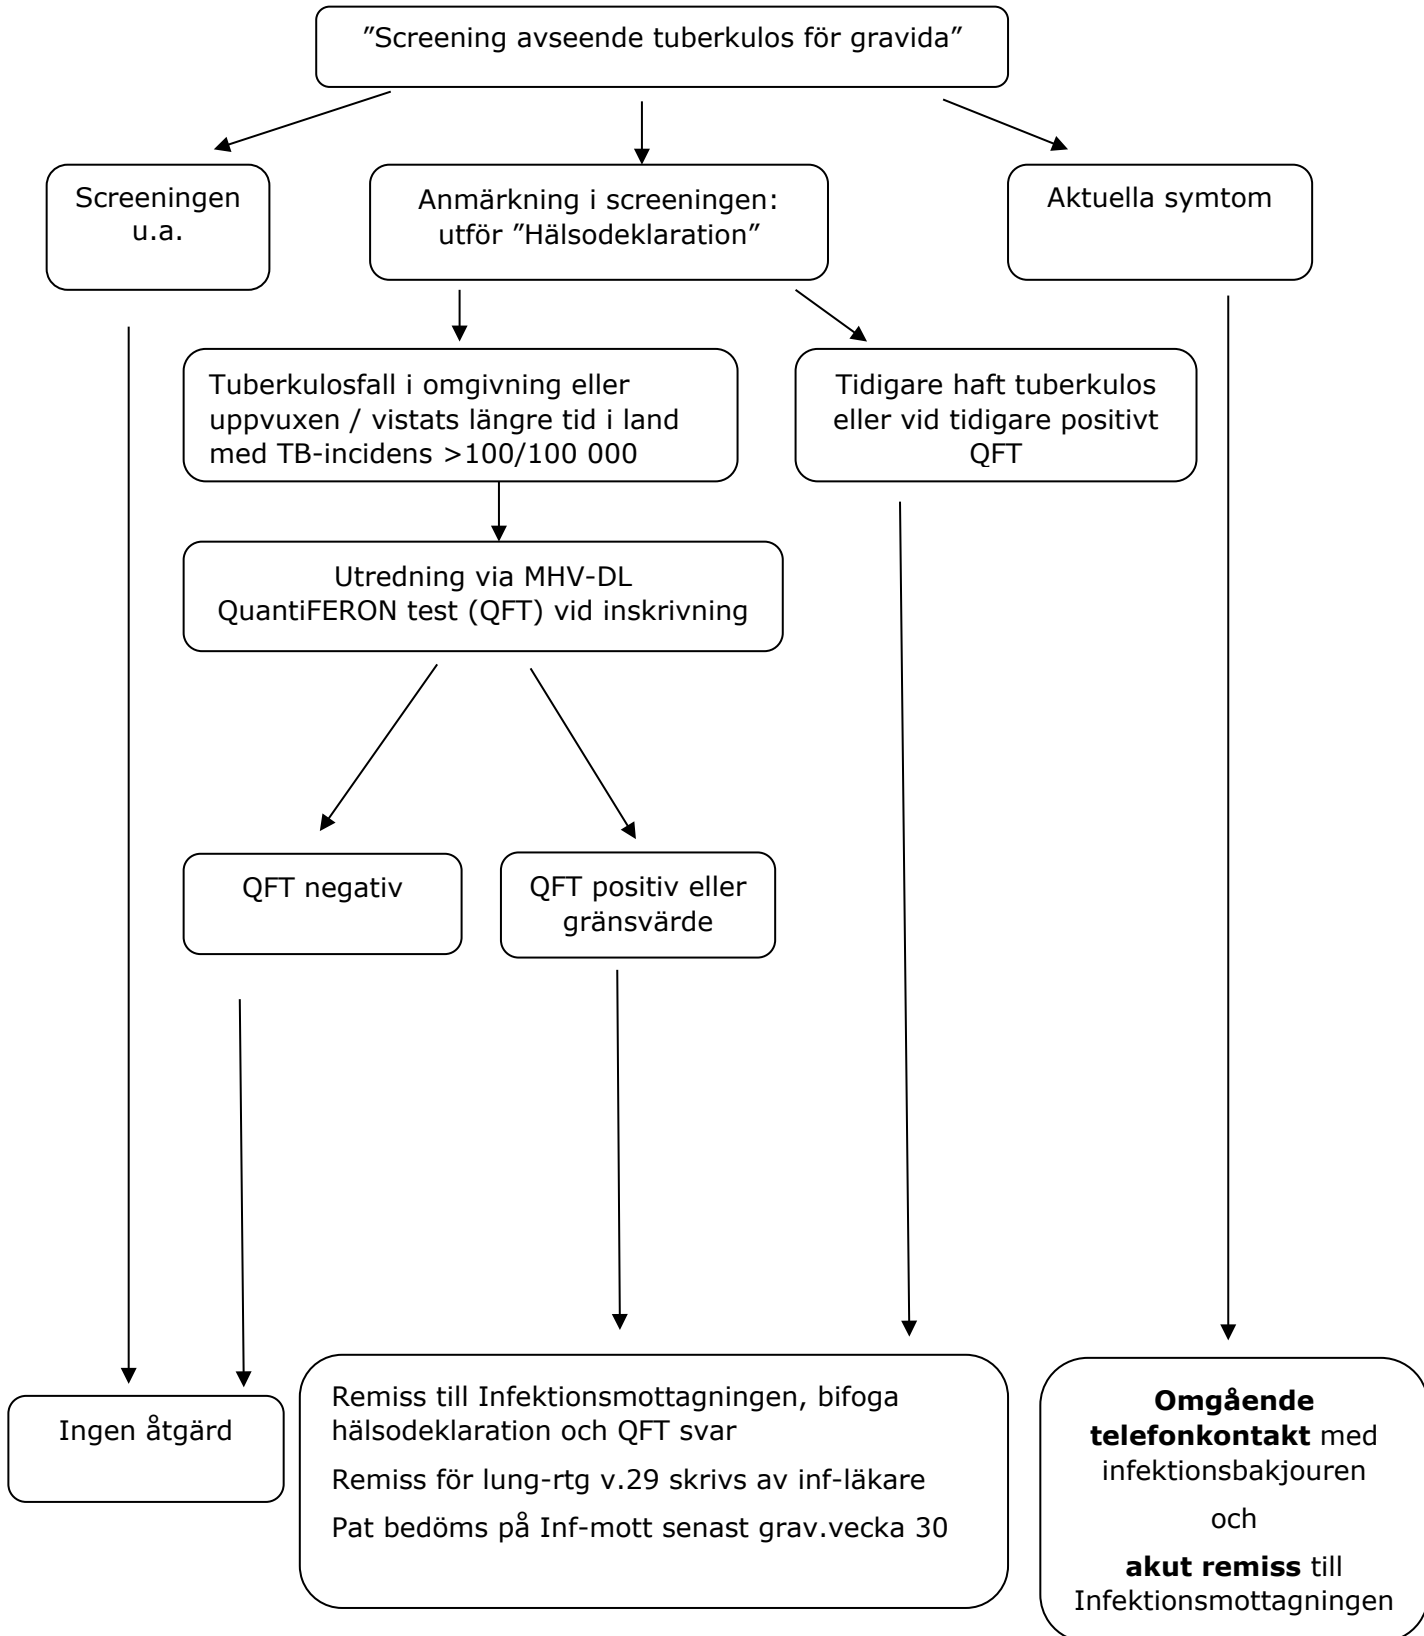 ”Screening avseende tuberkulos för gravida”
Screeningen
u.a.
Anmärkning i screeningen:
utför ”Hälsodeklaration”
Aktuella symtom
Tuberkulosfall i omgivning eller
uppvuxen / vistats längre tid i land
med TB-incidens >100/100 000
Tidigare haft tuberkulos
eller vid tidigare positivt
QFT
Utredning via MHV-DL
QuantiFERON test (QFT) vid inskrivning
QFT negativ
QFT positiv eller
gränsvärde
Ingen åtgärd
Remiss till Infektionsmottagningen, bifoga
hälsodeklaration och QFT svar
Remiss för lung-rtg v.29 skrivs av inf-läkare
Pat bedöms på Inf-mott senast grav.vecka 30
Omgående
telefonkontakt med
infektionsbakjouren
och
akut remiss till
Infektionsmottagningen